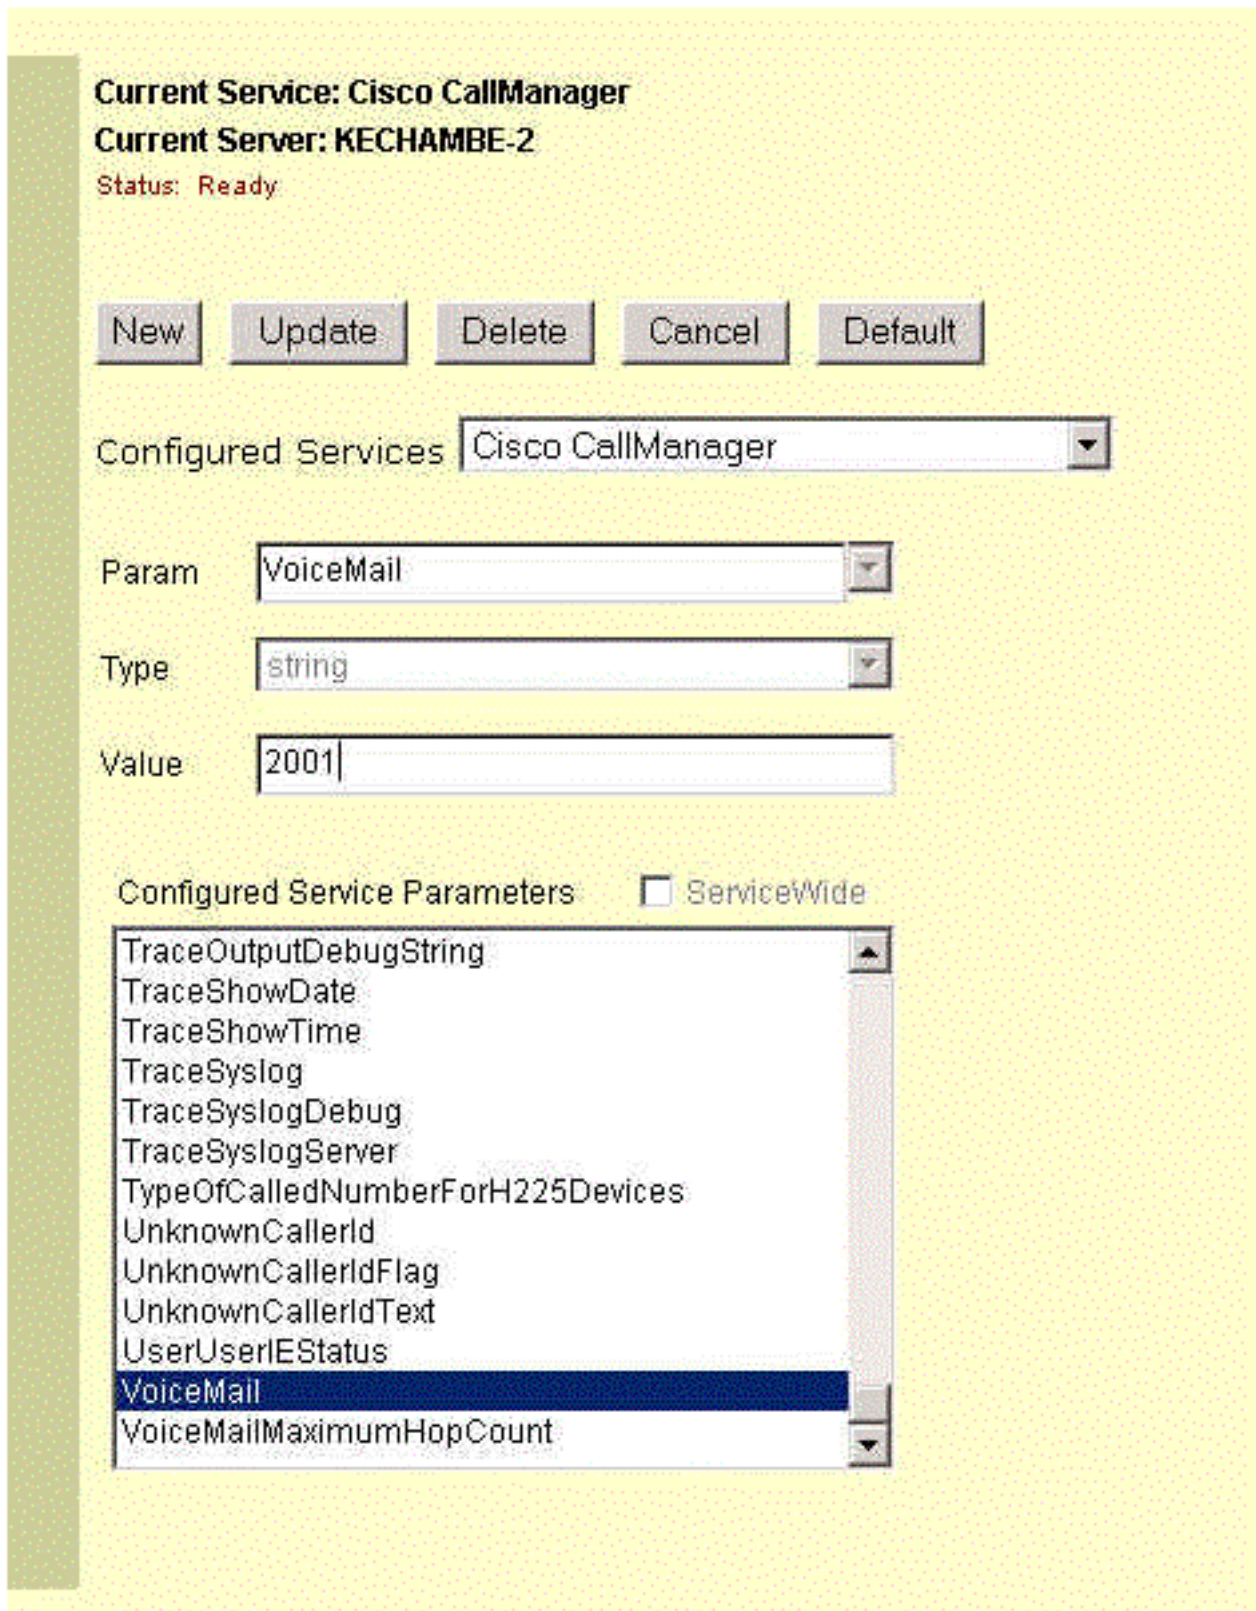 Current Service: Cisco CallManager
Current Server: KECHAMBE-2
Status: Ready
New Update Delete Cancel Default
Configured Services Cisco CallManager
Param VoiceMail
Type string
Value 2001
Configured Service Parameters ServiceWide
TraceOutputDebugString
TraceShowDate
TraceShowTime
TraceSyslog
TraceSyslogDebug
TraceSyslogServer
TypeOfCalledNumberForH225Devices
UnknownCallerId
UnknownCallerIdFlag
UnknownCallerIdText
UserUserIEStatus
VoiceMail
VoiceMailMaximumHopCount